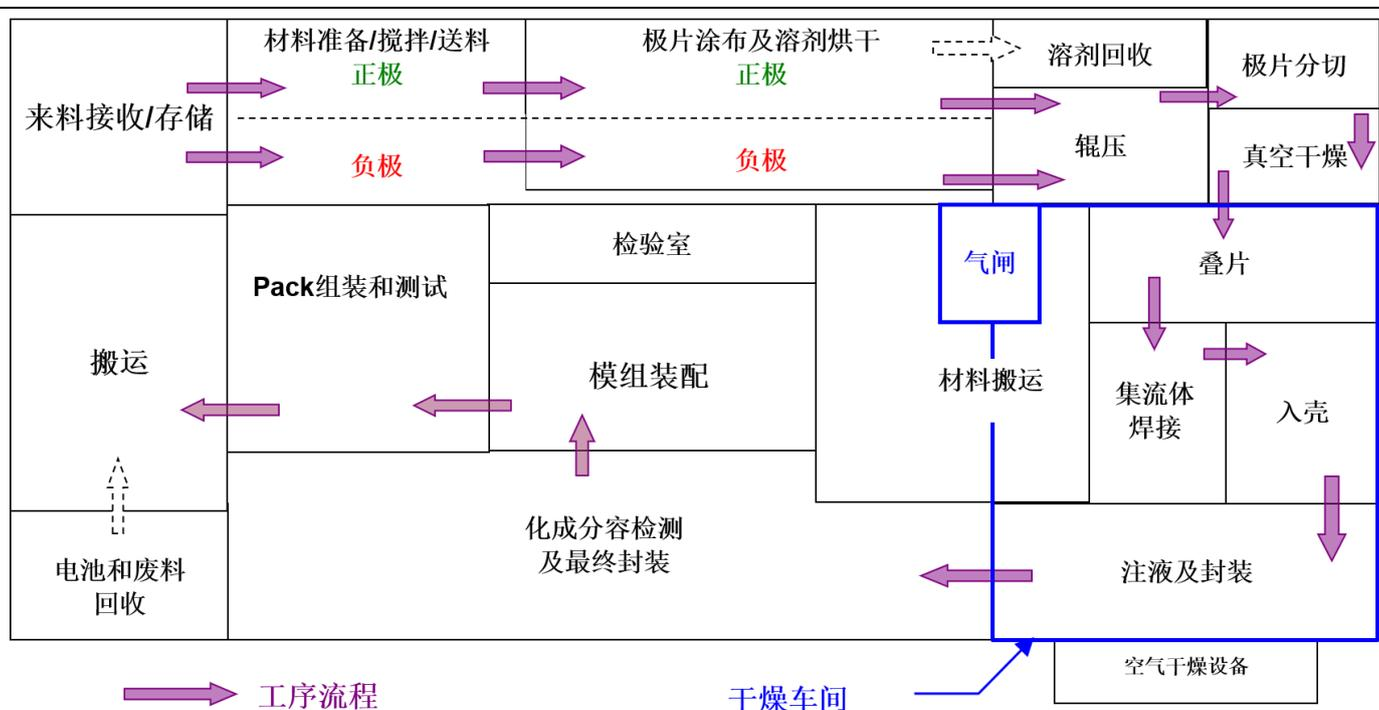 材料准备/搅拌/送料
正极
极片涂布及溶剂烘干
正极
溶剂回收
极片分切
来料接收/存储
负极
负极
辊压
真空干燥
检验室
气闸
叠片
Pack组装和测试
搬运
模组装配
材料搬运
集流体
焊接
入壳
化成分容检测
及最终封装
电池和废料
回收
注液及封装
空气干燥设备
工序流程
干燥车间